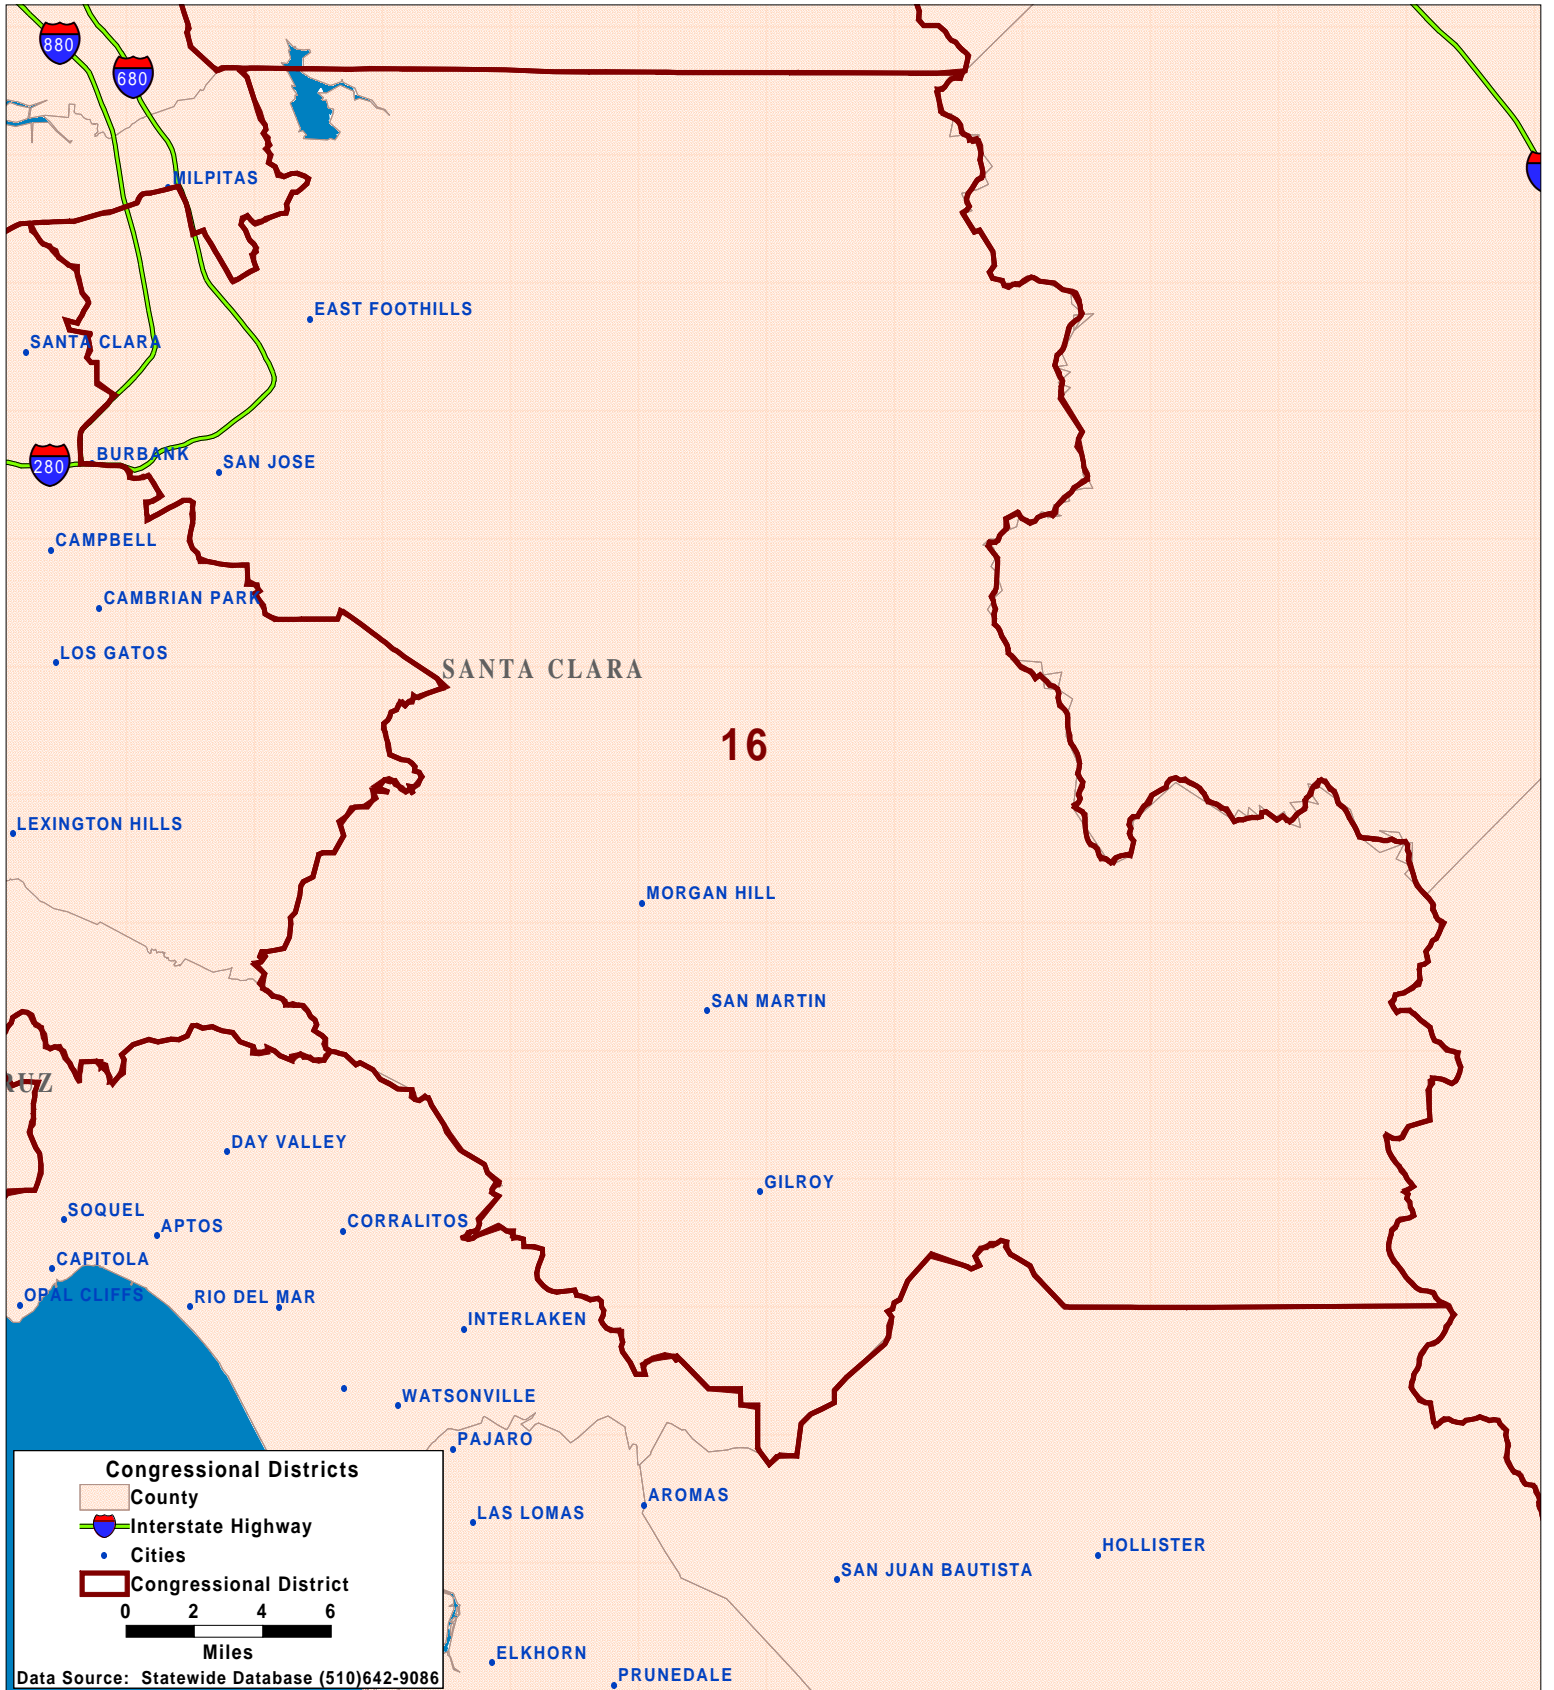 880
680
MILPITAS
EAST FOOTHILLS
SANTA CLARA
BURBANK
SAN JOSE
280
CAMPBELL
CAMBRIAN PARK
LOS GATOS
SANTA CLARA
16
LEXINGTON HILLS
MORGAN HILL
SAN MARTIN
RUZ
DAY VALLEY
GILROY
SOQUEL
APTOS
CORRALITOS
CAPITOLA
OPAL CLIFFS
RIO DEL MAR
INTERLAKEN
WATSONVILLE
PAJARO
AROMAS
LAS LOMAS
HOLLISTER
SAN JUAN BAUTISTA
ELKHORN
PRUNEDALE
Congressional Districts
County
Interstate Highway
Cities
Congressional District
0 2 4 6
Miles
Data Source: Statewide Database (510)642-9086